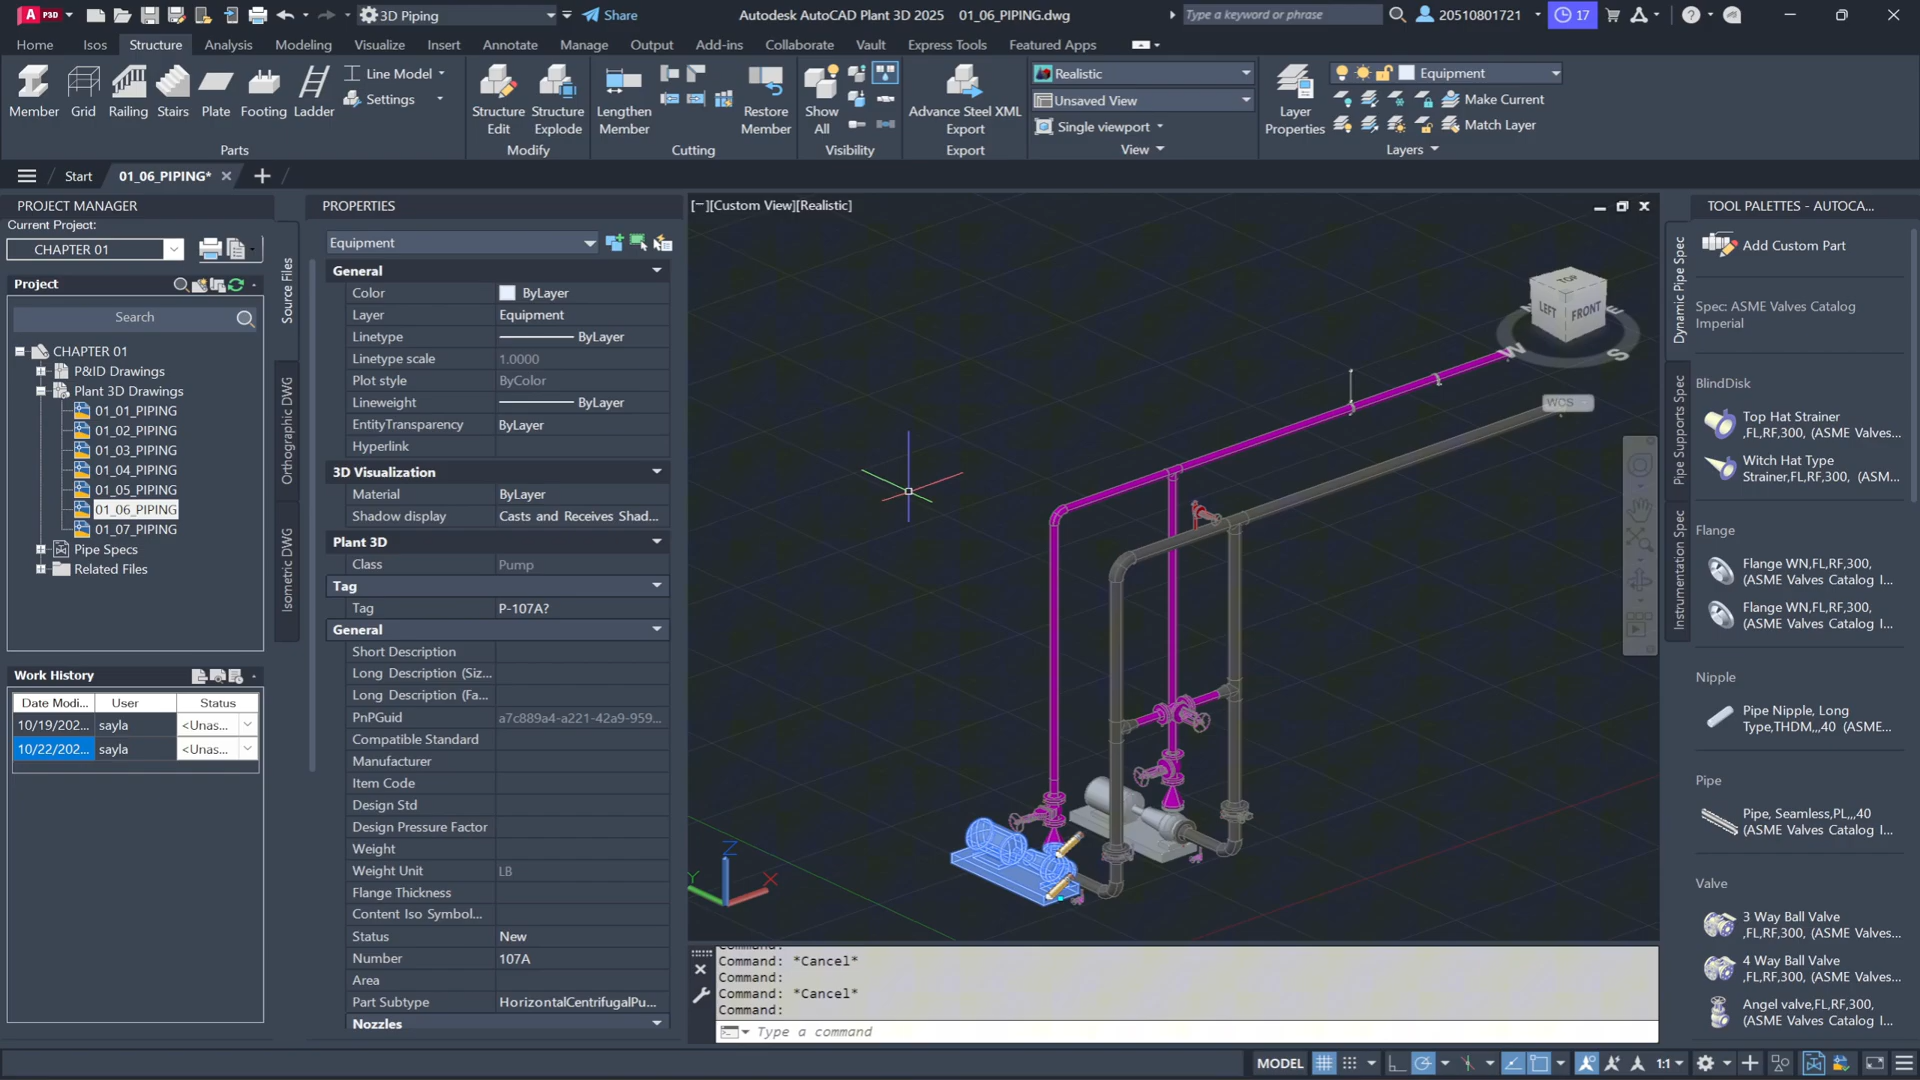 P3D 3D Piping Share Autodesk AutoCAD Plant 3D 2025 01_06_PIPING.dwg Type a keyword or phrase 20510801721 17
Home Isos Structure Analysis Modeling Visualize Insert Annotate Manage Output Add-ins Collaborate Vault Express Tools Featured Apps
Member Grid Railing Stairs Plate Footing Ladder
Line Model
Settings
Parts
Structure Edit
Structure Explode
Modify
Lengthen Member
Restore Member
Cutting
Show All
Visibility
Advance Steel XML Export
Export
Realistic
Unsaved View
Single viewport
View
Layer Properties
Equipment
Make Current
Match Layer
Layers
Start 01_06_PIPING*
PROJECT MANAGER
Current Project:
CHAPTER 01
Project
Search
CHAPTER 01
P&ID Drawings
Plant 3D Drawings
01_01_PIPING
01_02_PIPING
01_03_PIPING
01_04_PIPING
01_05_PIPING
01_06_PIPING
01_07_PIPING
Pipe Specs
Related Files
Source Files
Orthographic DWG
Isometric DWG
Work History
Date Modi... User Status
10/19/202... sayla <Unas...
10/22/202... sayla <Unas...
PROPERTIES
Equipment
General
Color ByLayer
Layer Equipment
Linetype ByLayer
Linetype scale 1.0000
Plot style ByColor
Lineweight ByLayer
EntityTransparency ByLayer
Hyperlink
3D Visualization
Material ByLayer
Shadow display Casts and Receives Shad...
Plant 3D
Class Pump
Tag
Tag P-107A?
General
Short Description
Long Description (Siz...
Long Description (Fa...
PnPGuid a7c889a4-a221-42a9-959...
Compatible Standard
Manufacturer
Item Code
Design Std
Design Pressure Factor
Weight
Weight Unit LB
Flange Thickness
Content Iso Symbol...
Status New
Number 107A
Area
Part Subtype HorizontalCentrifugalPu...
Nozzles
[−][Custom View][Realistic]
TOP
LEFT FRONT
E
W S
WCS
Z
Y X
Command:
Command: *Cancel*
Command:
Command: *Cancel*
Command:
Type a command
TOOL PALETTES - AUTOCA...
Dynamic Pipe Spec
Pipe Supports Spec
Instrumentation Spec
Add Custom Part
Spec: ASME Valves Catalog
Imperial
BlindDisk
Top Hat Strainer
,FL,RF,300, (ASME Valves...
Witch Hat Type
Strainer,FL,RF,300, (ASME...
Flange
Flange WN,FL,RF,300,
(ASME Valves Catalog I...
Flange WN,FL,RF,300,
(ASME Valves Catalog I...
Nipple
Pipe Nipple, Long
Type,THDM,,,40 (ASME...
Pipe
Pipe, Seamless,PL,,,40
(ASME Valves Catalog I...
Valve
3 Way Ball Valve
,FL,RF,300, (ASME Valves...
4 Way Ball Valve
,FL,RF,300, (ASME Valves...
Angel valve,FL,RF,300,
(ASME Valves Catalog I...
MODEL 1:1